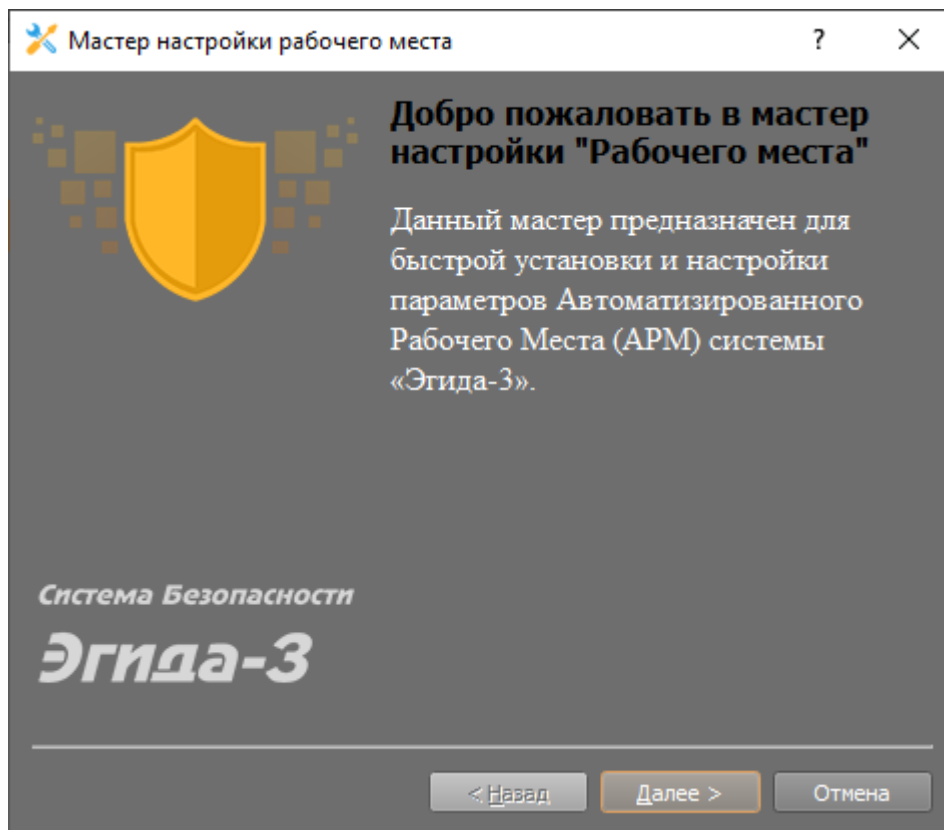 Мастер настройки рабочего места
?
Добро пожаловать в мастер
настройки "Рабочего места"
Данный мастер предназначен для
быстрой установки и настройки
параметров Автоматизированного
Рабочего Места (АРМ) системы
«Эгида-3».
Система Безопасности
Эгида-3
< Назад
Далее >
Отмена